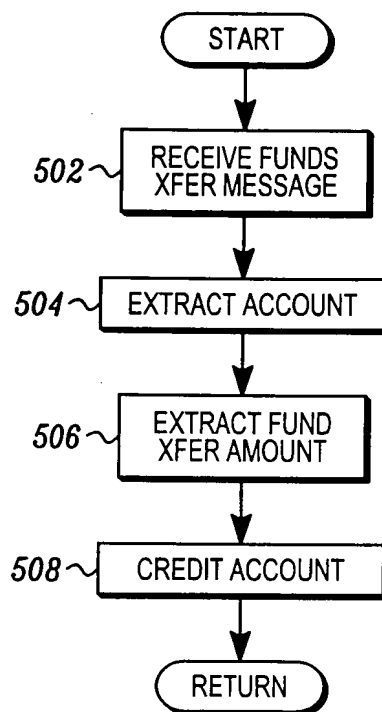 START
502
RECEIVE FUNDS
XFER MESSAGE
504
EXTRACT ACCOUNT
506
EXTRACT FUND
XFER AMOUNT
508
CREDIT ACCOUNT
RETURN